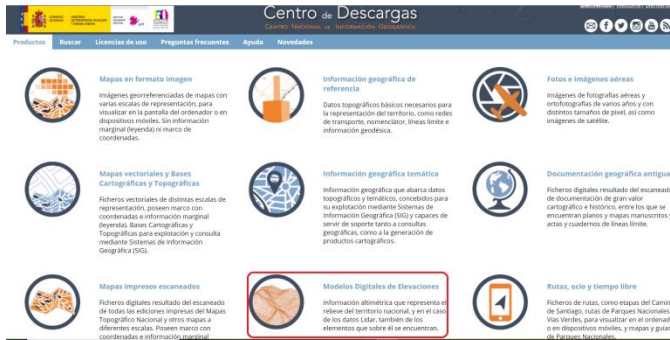 Centro de Descargas
CENTRO NACIONAL DE INFORMACIÓN GEOGRÁFICA
Productos Buscar Licencias de uso Preguntas frecuentes Ayuda Novedades
Mapas en formato imagen
Imágenes georreferenciadas de mapas con
varias escalas de representación, para
visualizar en la pantalla del ordenador o en
dispositivos móviles. Sin información
marginal (leyenda) ni marco de
coordenadas.
Información geográfica de
referencia
Datos topográficos básicos necesarios para
la representación del territorio, como redes
de transporte, nomenclátor, líneas límite e
información geodésica.
Fotos e imágenes aéreas
Imágenes de fotografías aéreas y
ortofotografías de varios años y con
distintos tamaños de píxel, así como
imágenes de satélite.
Mapas vectoriales y Bases
Cartográficas y Topográficas
Ficheros vectoriales de distintas escalas de
representación, poseen marco con
coordenadas e información marginal
(leyenda). Bases Cartográficas y
Topográficas para explotación y consulta
mediante Sistemas de Información
Geográfica (SIG).
Información geográfica temática
Información geográfica que abarca datos
topográficos y temáticos, concebidos para
su explotación mediante Sistemas de
Información Geográfica (SIG) y capaces de
servir de soporte tanto a consultas
geográficas, como a la generación de
productos cartográficos.
Documentación geográfica antigua
Ficheros digitales resultado del escaneado
de documentación de gran valor
cartográfico e histórico, entre los que se
encuentran planos y mapas manuscritos y
actas y cuadernos de líneas límite.
Mapas impresos escaneados
Ficheros digitales resultado del escaneado
de todas las ediciones impresas del Mapas
Topográfico Nacional y otros mapas a
diferentes escalas. Poseen marco con
coordenadas e información marginal
Modelos Digitales de Elevaciones
Información altimétrica que representa el
relieve del territorio nacional, y en el caso
de los datos Lidar, también de los
elementos que sobre él se encuentran.
Rutas, ocio y tiempo libre
Ficheros de rutas, como etapas del Camin
de Santiago, rutas de Parques Nacionales
Vías Verdes, para visualizar en el ordenad
o en dispositivos móviles, y mapas y guías
de Parques Nacionales.